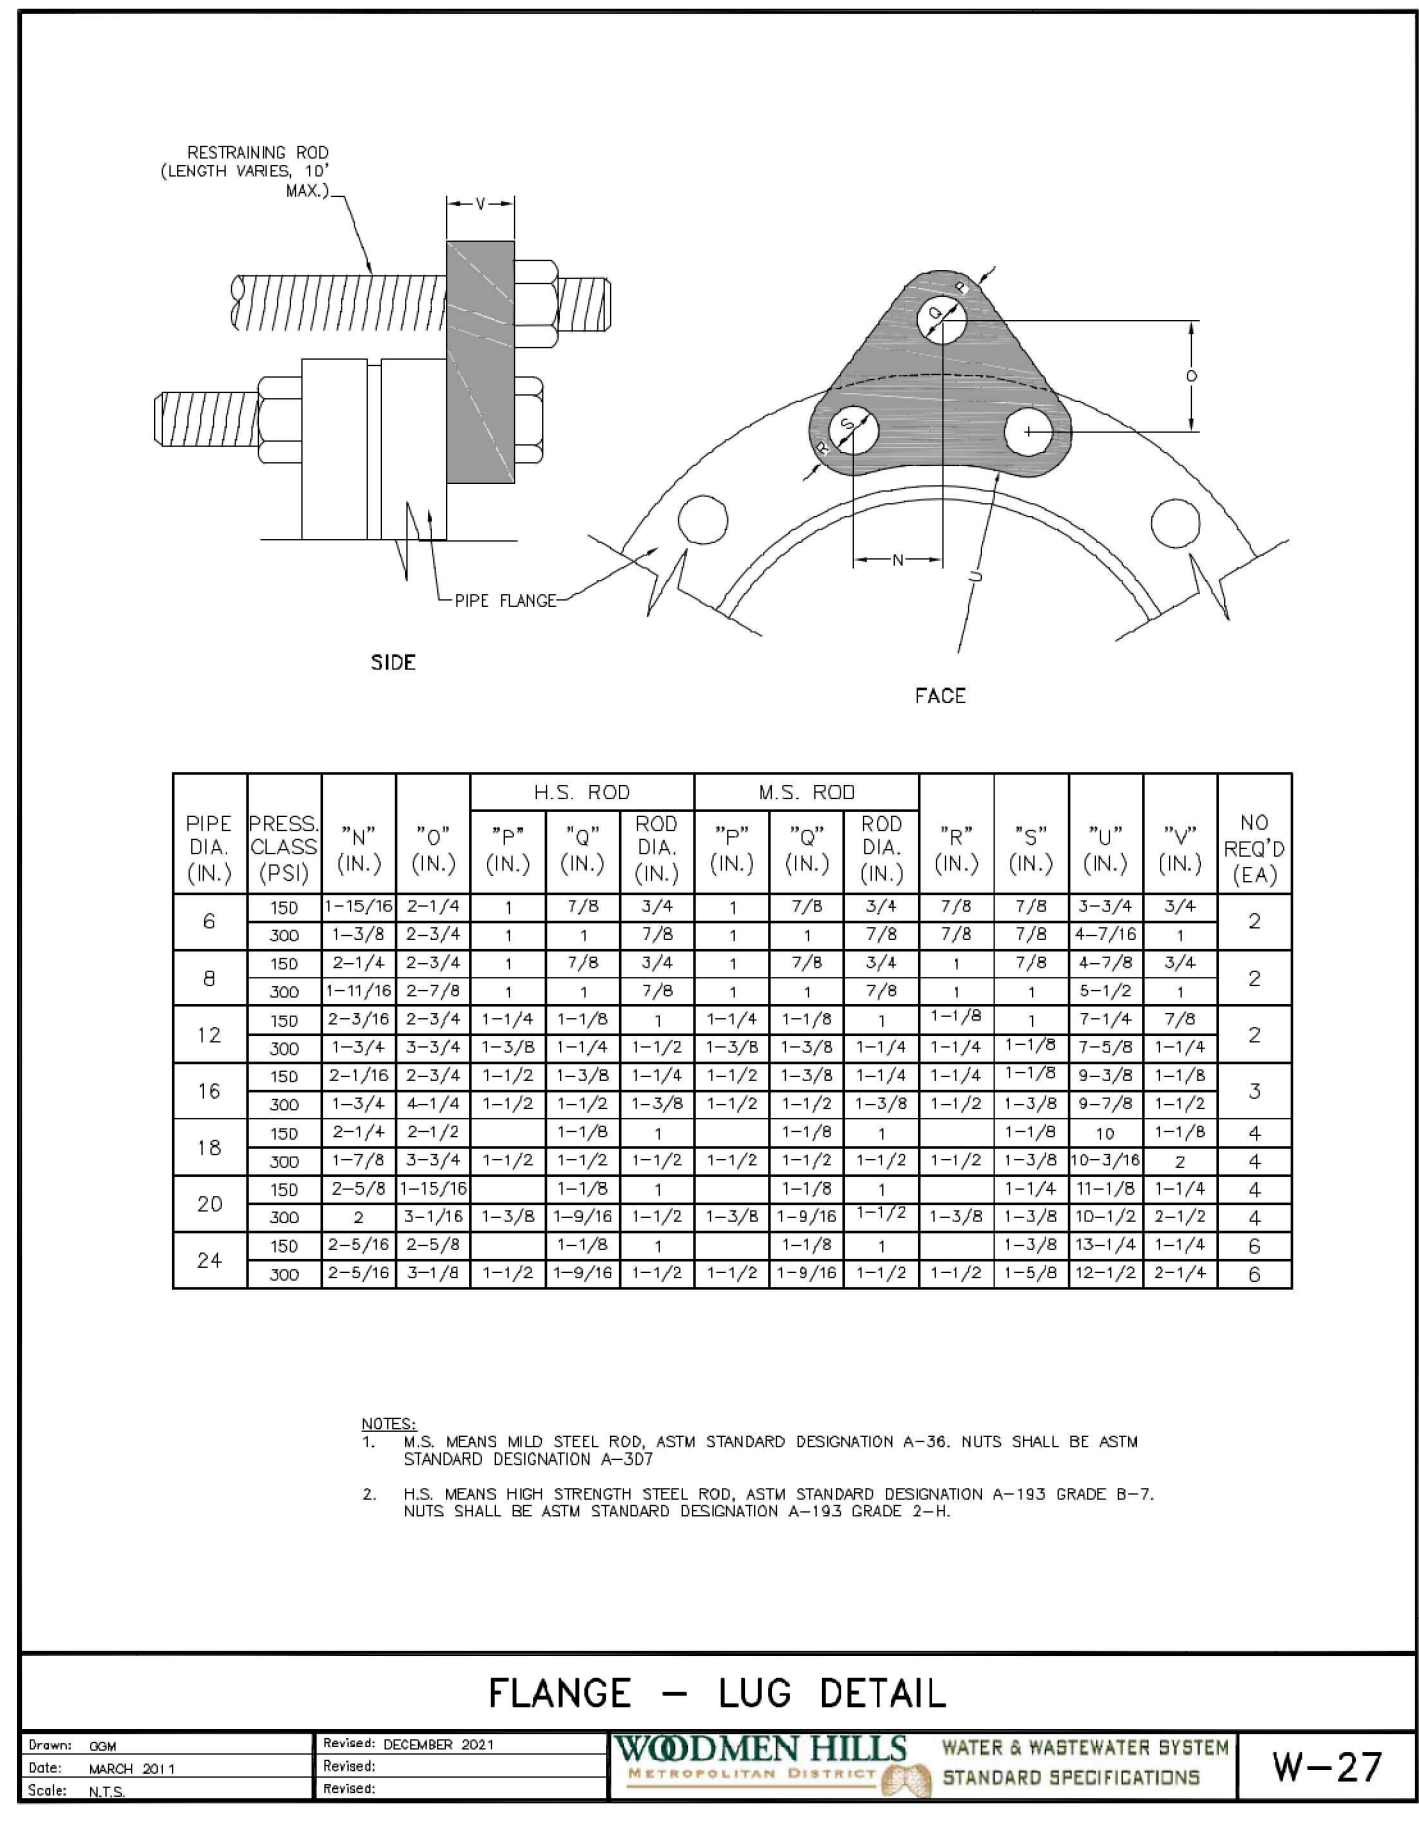 RESTRAINING ROD
(LENGTH VARIES, 10'
MAX.)
V
P
Q
O
S
R
N
U
PIPE FLANGE
SIDE
FACE
H.S. ROD M.S. ROD
PIPE DIA. (IN.) PRESS. CLASS (PSI) "N" (IN.) "O" (IN.) "P" (IN.) "Q" (IN.) ROD DIA. (IN.) "P" (IN.) "Q" (IN.) ROD DIA. (IN.) "R" (IN.) "S" (IN.) "U" (IN.) "V" (IN.) NO REQ'D (EA)
6 150 1-15/16 2-1/4 1 7/8 3/4 1 7/8 3/4 7/8 7/8 3-3/4 3/4 2
300 1-3/8 2-3/4 1 1 7/8 1 1 7/8 7/8 7/8 4-7/16 1
8 150 2-1/4 2-3/4 1 7/8 3/4 1 7/8 3/4 1 7/8 4-7/8 3/4 2
300 1-11/16 2-7/8 1 1 7/8 1 1 7/8 1 1 5-1/2 1
12 150 2-3/16 2-3/4 1-1/4 1-1/8 1 1-1/4 1-1/8 1 1-1/8 1 7-1/4 7/8 2
300 1-3/4 3-3/4 1-3/8 1-1/4 1-1/2 1-3/8 1-3/8 1-1/4 1-1/4 1-1/8 7-5/8 1-1/4
16 150 2-1/16 2-3/4 1-1/2 1-3/8 1-1/4 1-1/2 1-3/8 1-1/4 1-1/4 1-1/8 9-3/8 1-1/8 3
300 1-3/4 4-1/4 1-1/2 1-1/2 1-3/8 1-1/2 1-1/2 1-3/8 1-1/2 1-3/8 9-7/8 1-1/2
18 150 2-1/4 2-1/2 1-1/8 1 1-1/8 1 1-1/8 10 1-1/8 4
300 1-7/8 3-3/4 1-1/2 1-1/2 1-1/2 1-1/2 1-1/2 1-1/2 1-1/2 1-3/8 10-3/16 2 4
20 150 2-5/8 1-15/16 1-1/8 1 1-1/8 1 1-1/4 11-1/8 1-1/4 4
300 2 3-1/16 1-3/8 1-9/16 1-1/2 1-3/8 1-9/16 1-1/2 1-3/8 1-3/8 10-1/2 2-1/2 4
24 150 2-5/16 2-5/8 1-1/8 1 1-1/8 1 1-3/8 13-1/4 1-1/4 6
300 2-5/16 3-1/8 1-1/2 1-9/16 1-1/2 1-1/2 1-9/16 1-1/2 1-1/2 1-5/8 12-1/2 2-1/4 6
NOTES:
1. M.S. MEANS MILD STEEL ROD, ASTM STANDARD DESIGNATION A-36. NUTS SHALL BE ASTM
STANDARD DESIGNATION A-307
2. H.S. MEANS HIGH STRENGTH STEEL ROD, ASTM STANDARD DESIGNATION A-193 GRADE B-7.
NUTS SHALL BE ASTM STANDARD DESIGNATION A-193 GRADE 2-H.
FLANGE - LUG DETAIL
Drawn: GGM
Date: MARCH 2011
Scale: N.T.S.
Revised: DECEMBER 2021
Revised:
Revised:
WOODMEN HILLS
METROPOLITAN DISTRICT
WATER & WASTEWATER SYSTEM
STANDARD SPECIFICATIONS
W-27